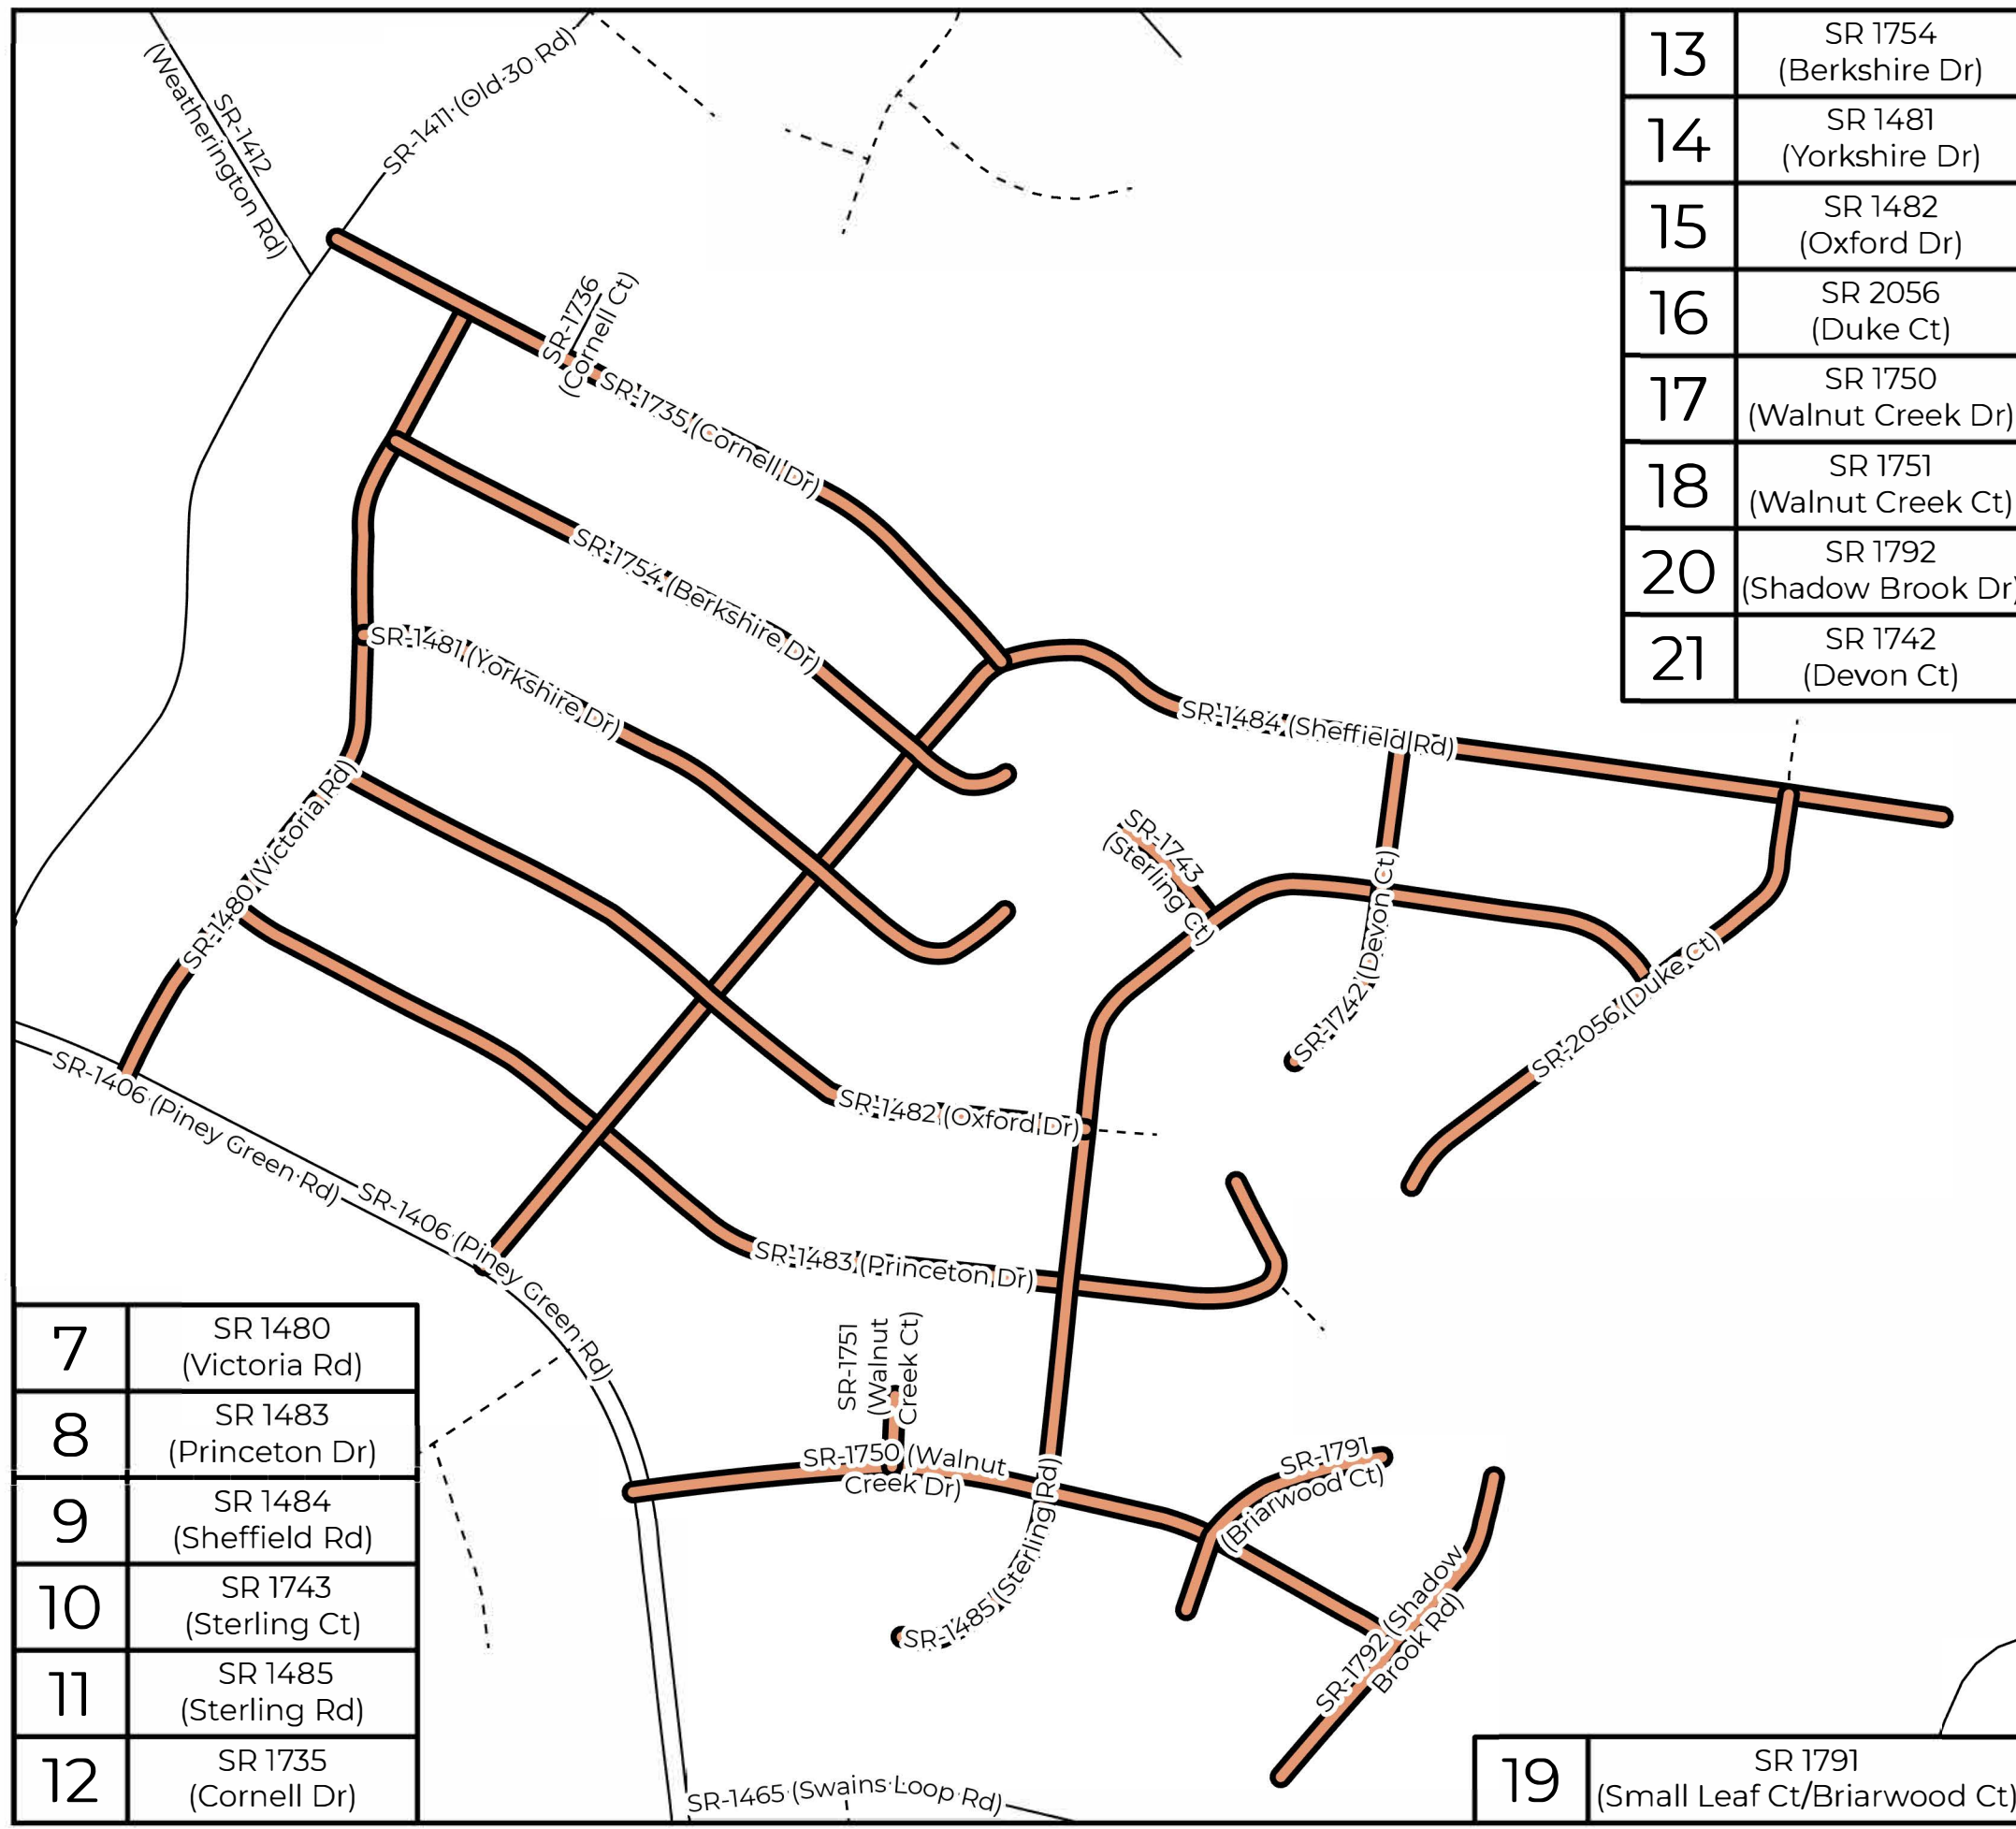 SR-1412
(Weatherington Rd)
SR-1411 (Old 30 Rd)
13
SR 1754
(Berkshire Dr)
14
SR 1481
(Yorkshire Dr)
15
SR 1482
(Oxford Dr)
16
SR 2056
(Duke Ct)
17
SR 1750
(Walnut Creek Dr)
18
SR 1751
(Walnut Creek Ct)
20
SR 1792
(Shadow Brook Dr)
21
SR 1742
(Devon Ct)
SR-1736
(Cornell Ct)
SR-1735 (Cornell Dr)
SR-1754 (Berkshire Dr)
SR-1481 (Yorkshire Dr)
SR-1484 (Sheffield Rd)
SR-1480 (Victoria Rd)
SR-1743
(Sterling Ct)
SR-1742 (Devon Ct)
SR-2056 (Duke Ct)
SR-1406 (Piney Green Rd)
SR-1406 (Piney Green Rd)
SR-1482 (Oxford Dr)
SR-1483 (Princeton Dr)
SR-1751
(Walnut
Creek Ct)
SR-1750 (Walnut
Creek Dr)
SR-1485 (Sterling Rd)
SR-1791
(Briarwood Ct)
SR-1792 (Shadow
Brook Rd)
7
SR 1480
(Victoria Rd)
8
SR 1483
(Princeton Dr)
9
SR 1484
(Sheffield Rd)
10
SR 1743
(Sterling Ct)
11
SR 1485
(Sterling Rd)
12
SR 1735
(Cornell Dr)
SR-1465 (Swains Loop Rd)
19
SR 1791
(Small Leaf Ct/Briarwood Ct)